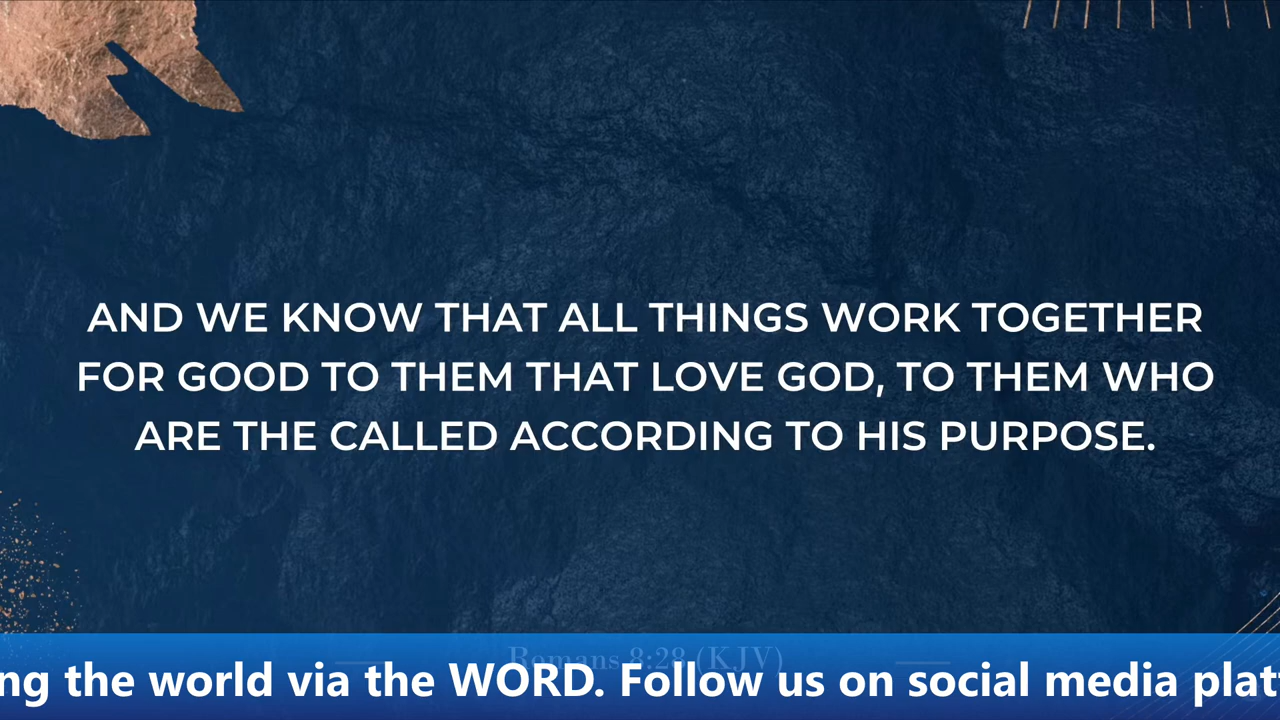 AND WE KNOW THAT ALL THINGS WORK TOGETHER
FOR GOOD TO THEM THAT LOVE GOD, TO THEM WHO
ARE THE CALLED ACCORDING TO HIS PURPOSE.
Romans 8:28 (KJV)
the world via the WORD. Follow us on social media